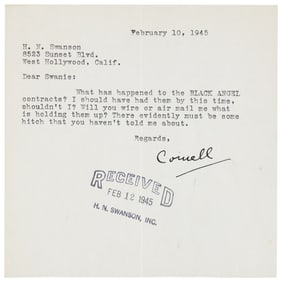 February 10, 1945
H. N. Swanson
8523 Sunset Blvd.
West Hollywood, Calif.
Dear Swanie:
What has happened to the BLACK ANGEL
contracts? I should have had them by this time,
shouldn't I? Will you wire or air mail me what
is holding them up? There evidently must be some
hitch that you haven't told me about.
Regards,
Cornell
RECEIVED
FEB 12 1945
H. N. SWANSON, INC.